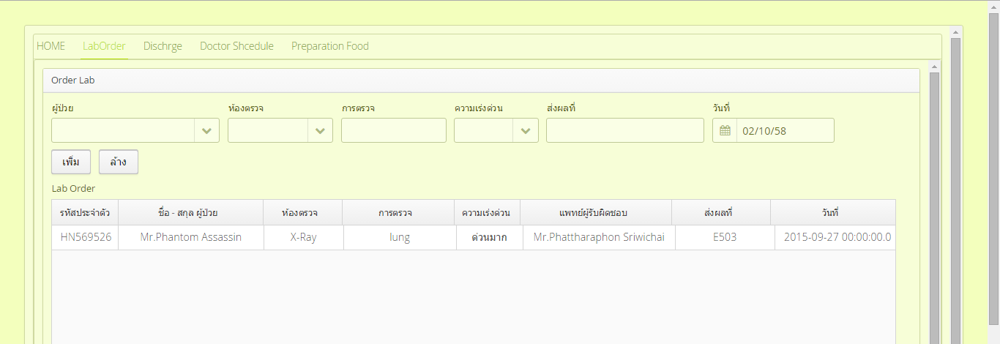 HOME LabOrder Dischrge Doctor Shcedule Preparation Food
Order Lab
ผู้ป่วย ห้องตรวจ การตรวจ ความเร่งด่วน ส่งผลที่ วันที่
02/10/58
เพิ่ม ล้าง
Lab Order
รหัสประจำตัว ชื่อ - สกุล ผู้ป่วย ห้องตรวจ การตรวจ ความเร่งด่วน แพทย์ผู้รับผิดชอบ ส่งผลที่ วันที่
HN569526 Mr.Phantom Assassin X-Ray lung ด่วนมาก Mr.Phattharaphon Sriwichai E503 2015-09-27 00:00:00.0